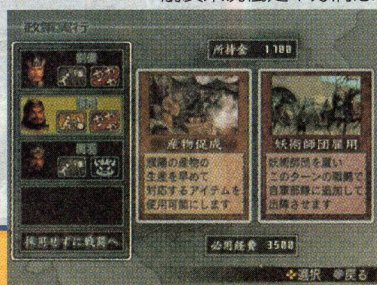 政策実行
所持金 1100
産物促成
妖術師団雇用
濮陽の産物の
生産を早めて
対応するアイテムを
使用可能にします
妖術師団を雇い
このターンの戦闘で
自軍部隊に追加して
出陣させます
採用せずに戦闘へ
必用経費 3500
選択 戻る